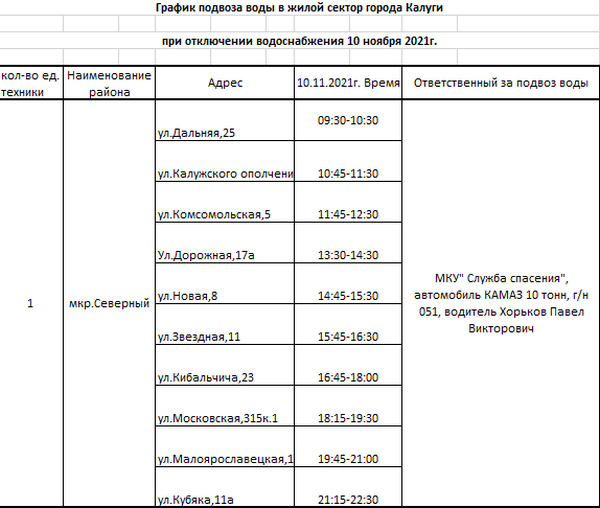 График подвоза воды в жилой сектор города Калуги
при отключении водоснабжения 10 ноября 2021г.
кол-во ед. техники
Наименование района
Адрес
10.11.2021г. Время
Ответственный за подвоз воды
1
мкр.Северный
ул.Дальняя,25
09:30-10:30
ул.Калужского ополчени
10:45-11:30
ул.Комсомольская,5
11:45-12:30
Ул.Дорожная,17а
13:30-14:30
ул.Новая,8
14:45-15:30
ул.Звездная,11
15:45-16:30
ул.Кибальчича,23
16:45-18:00
ул.Московская,315к.1
18:15-19:30
ул.Малоярославецкая,1
19:45-21:00
ул.Кубяка,11а
21:15-22:30
МКУ" Служба спасения",
автомобиль КАМАЗ 10 тонн, г/н
051, водитель Хорьков Павел
Викторович